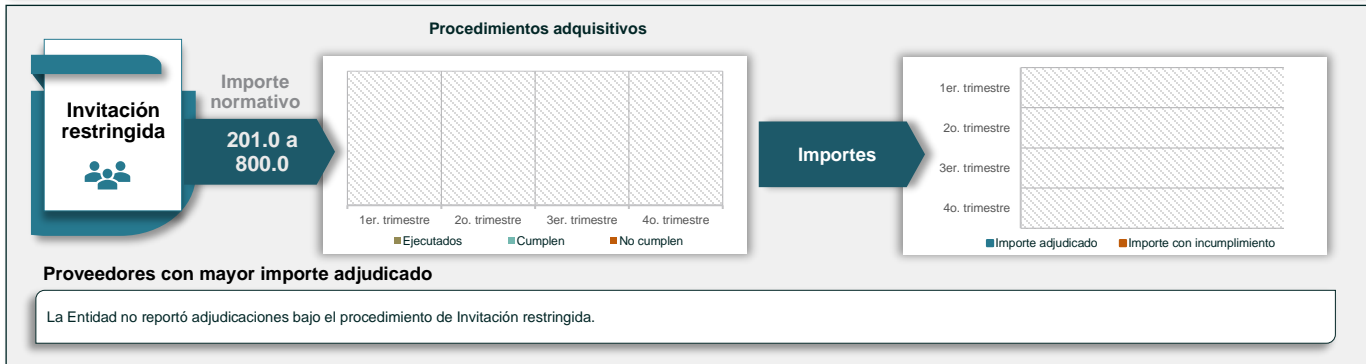 Procedimientos adquisitivos
Invitación
restringida
Importe
normativo
201.0 a
800.0
1er. trimestre
2o. trimestre
3er. trimestre
4o. trimestre
Ejecutados
Cumplen
No cumplen
Importes
1er. trimestre
2o. trimestre
3er. trimestre
4o. trimestre
Importe adjudicado
Importe con incumplimiento
Proveedores con mayor importe adjudicado
La Entidad no reportó adjudicaciones bajo el procedimiento de Invitación restringida.